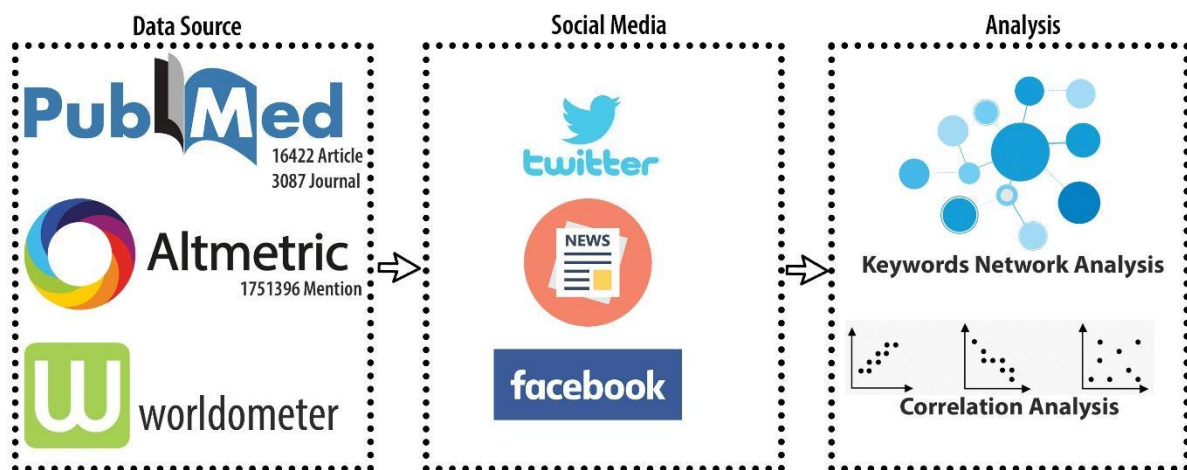 Data Source
PubMed
16422 Article
3087 Journal
Altmetric
1751396 Mention
W
worldometer
Social Media
twitter
NEWS
facebook
Analysis
Keywords Network Analysis
Correlation Analysis